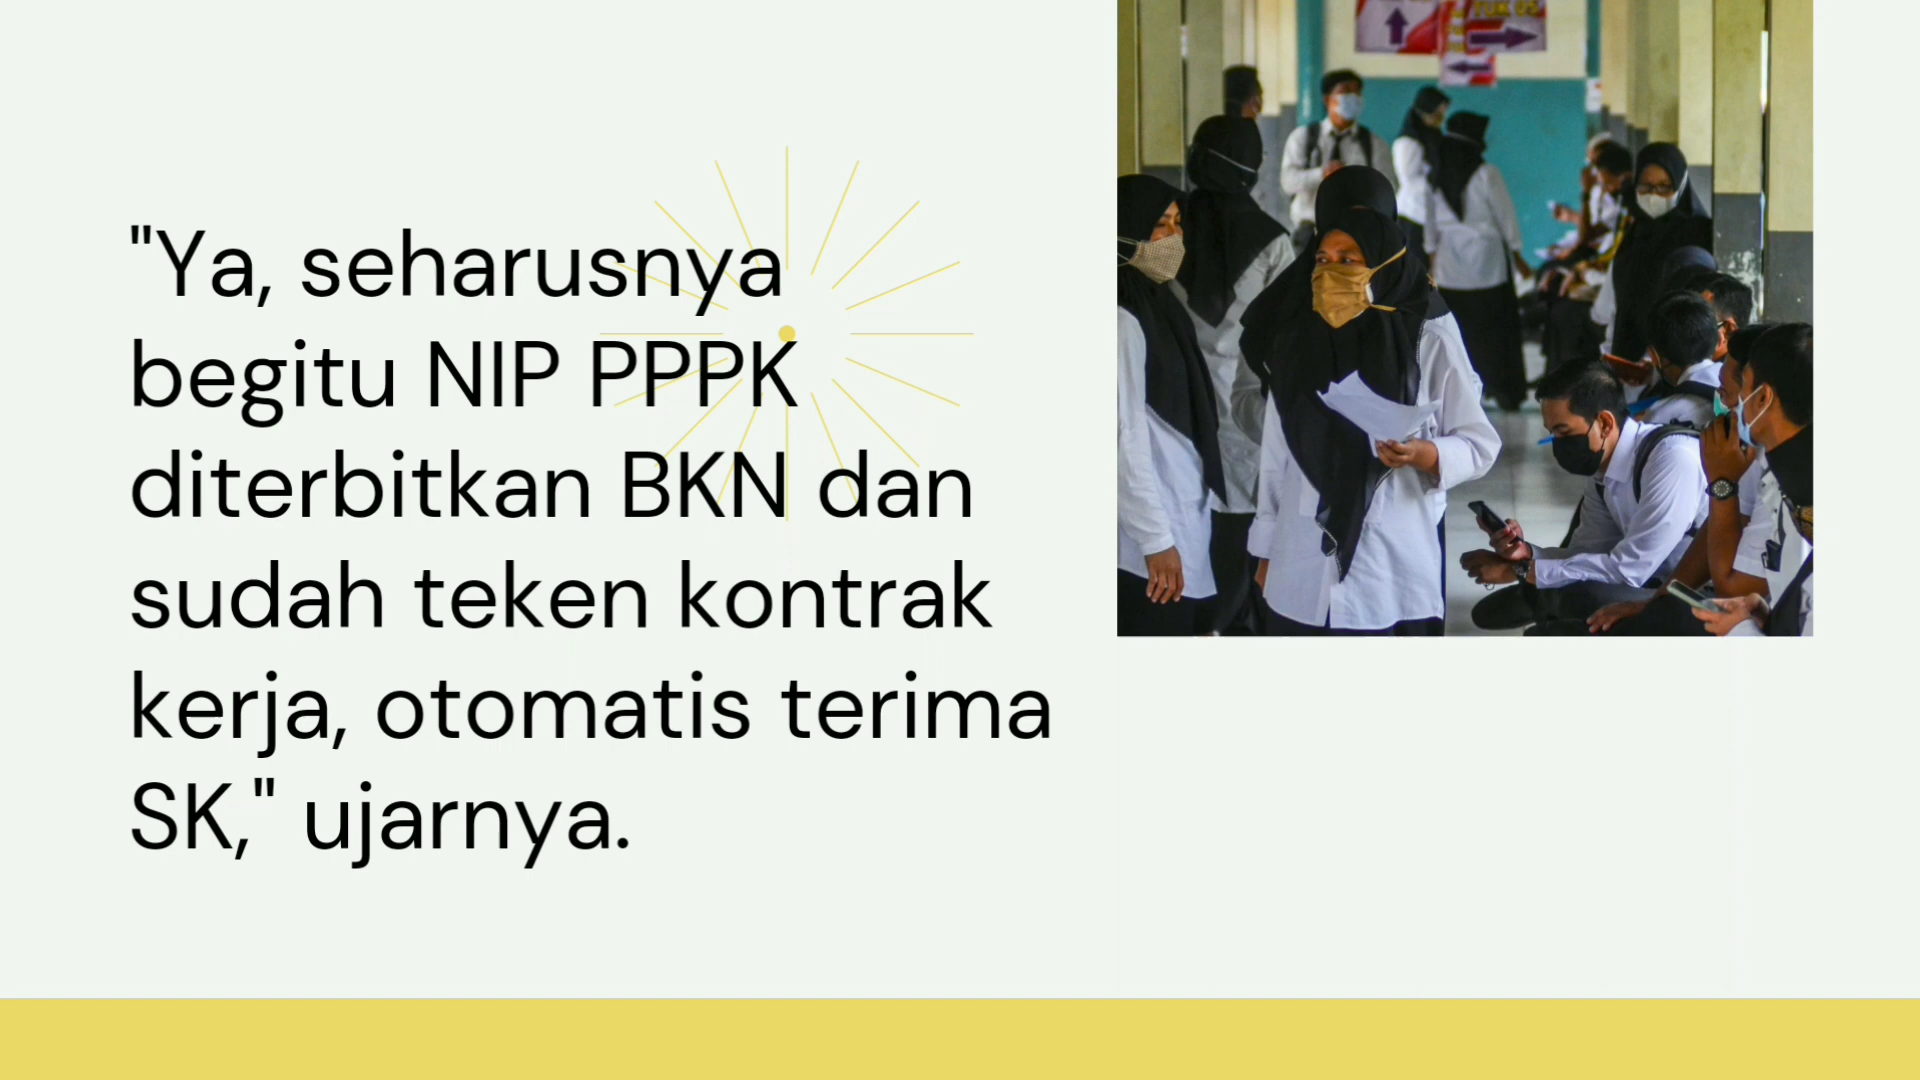 "Ya, seharusnya
begitu NIP PPPK
diterbitkan BKN dan
sudah teken kontrak
kerja, otomatis terima
SK," ujarnya.